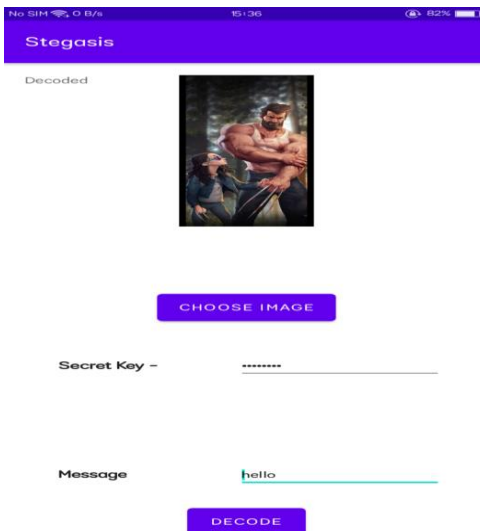 No SIM 0 B/s 15:36 82%
Stegasis
Decoded
CHOOSE IMAGE
Secret Key - ••••••••
Message hello
DECODE